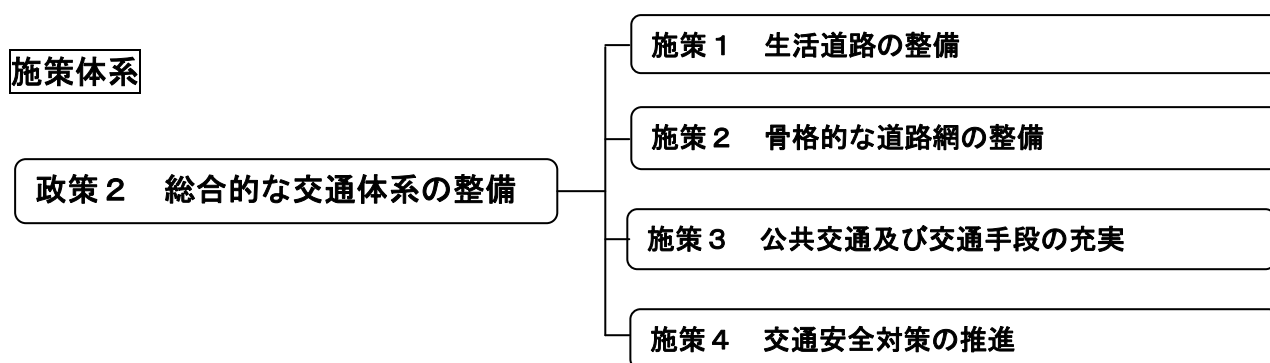 施策体系
政策２　総合的な交通体系の整備
施策１　生活道路の整備
施策２　骨格的な道路網の整備
施策３　公共交通及び交通手段の充実
施策４　交通安全対策の推進